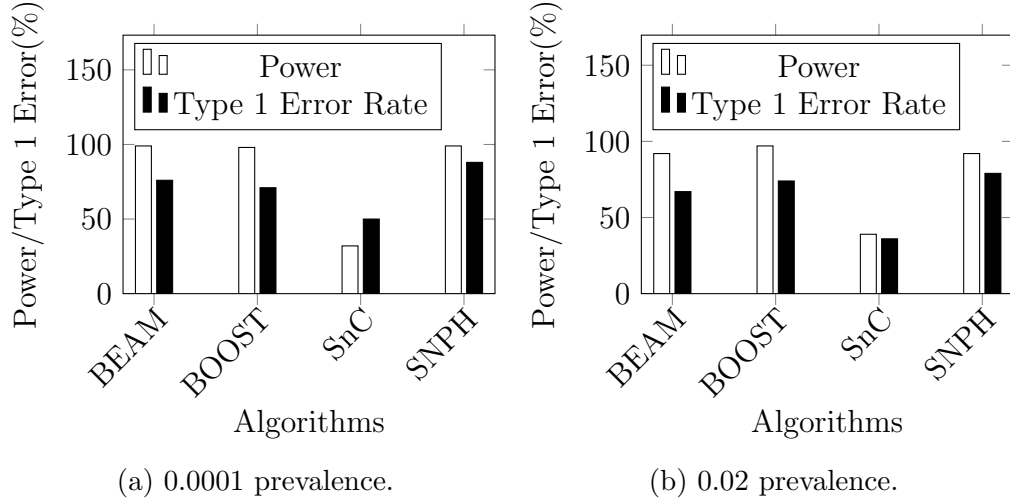 Power/Type 1 Error(%)
150
100
50
0
Power
Type 1 Error Rate
BEAM
BOOST
SnC
SNPH
Algorithms
(a) 0.0001 prevalence.
Power/Type 1 Error(%)
150
100
50
0
Power
Type 1 Error Rate
BEAM
BOOST
SnC
SNPH
Algorithms
(b) 0.02 prevalence.